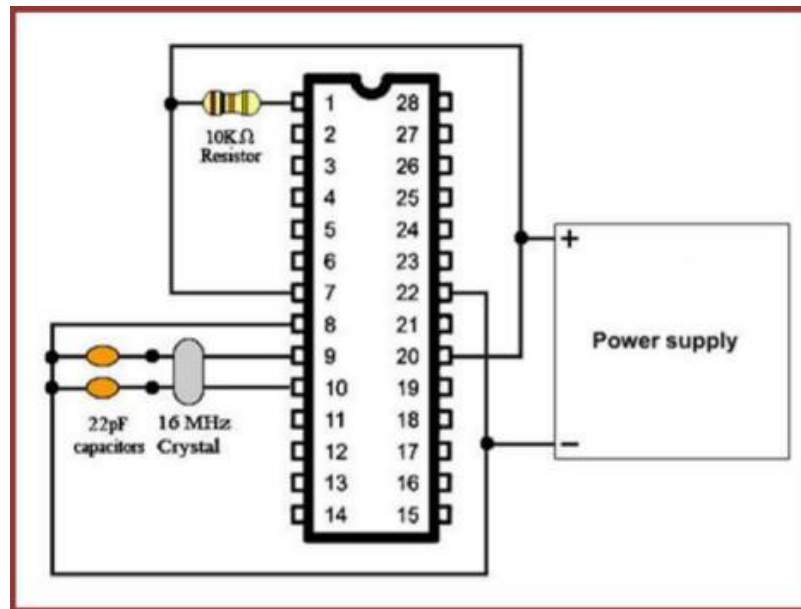 1 28
10KΩ
Resistor
2 27
3 26
4 25
5 24
6 23
7 22
8 21
9 20
10 19
11 18
12 17
13 16
14 15
22pF
capacitors
16 MHz
Crystal
+
Power supply
−